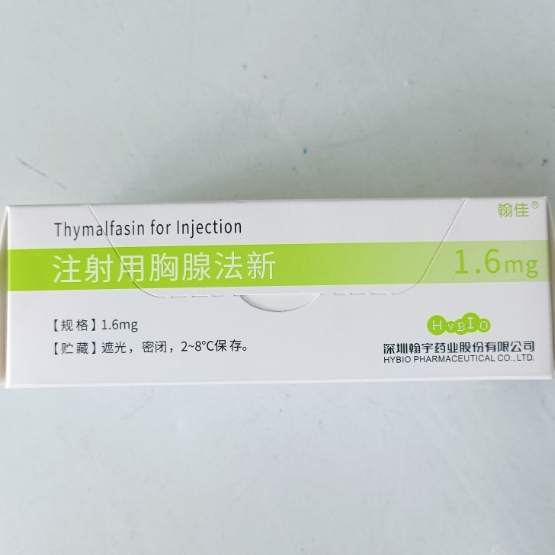 翰佳®
Thymalfasin for Injection
注射用胸腺法新
1.6mg
【规格】1.6mg
【贮藏】遮光，密闭，2~8℃保存。
HYBIO
深圳翰宇药业股份有限公司
HYBIO PHARMACEUTICAL CO.,LTD.